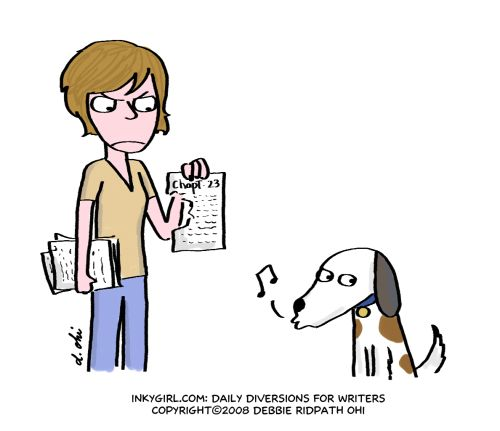 Chapt. 23
d. ohi
INKYGIRL.COM: DAILY DIVERSIONS FOR WRITERS
COPYRIGHT©2008 DEBBIE RIDPATH OHI